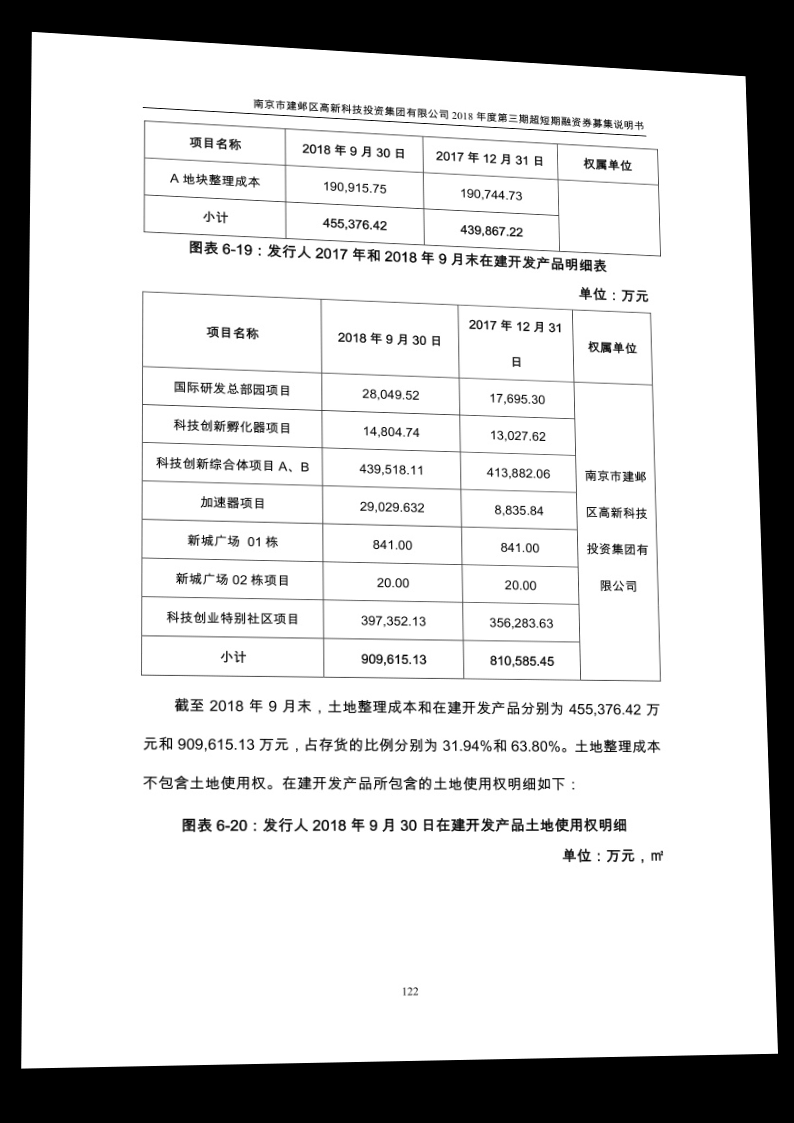 南京市建邺区高新科技投资集团有限公司 2018 年度第三期超短期融资券募集说明书
项目名称 2018 年 9 月 30 日 2017 年 12 月 31 日 权属单位
A 地块整理成本 190,915.75 190,744.73
小计 455,376.42 439,867.22
图表 6-19：发行人 2017 年和 2018 年 9 月末在建开发产品明细表
单位：万元
项目名称 2018 年 9 月 30 日 2017 年 12 月 31 日 权属单位
国际研发总部园项目 28,049.52 17,695.30
科技创新孵化器项目 14,804.74 13,027.62
科技创新综合体项目 A、B 439,518.11 413,882.06 南京市建邺
加速器项目 29,029.632 8,835.84 区高新科技
新城广场 01 栋 841.00 841.00 投资集团有
新城广场 02 栋项目 20.00 20.00 限公司
科技创业特别社区项目 397,352.13 356,283.63
小计 909,615.13 810,585.45
截至 2018 年 9 月末，土地整理成本和在建开发产品分别为 455,376.42 万
元和 909,615.13 万元，占存货的比例分别为 31.94%和 63.80%。土地整理成本
不包含土地使用权。在建开发产品所包含的土地使用权明细如下：
图表 6-20：发行人 2018 年 9 月 30 日在建开发产品土地使用权明细
单位：万元，㎡
122